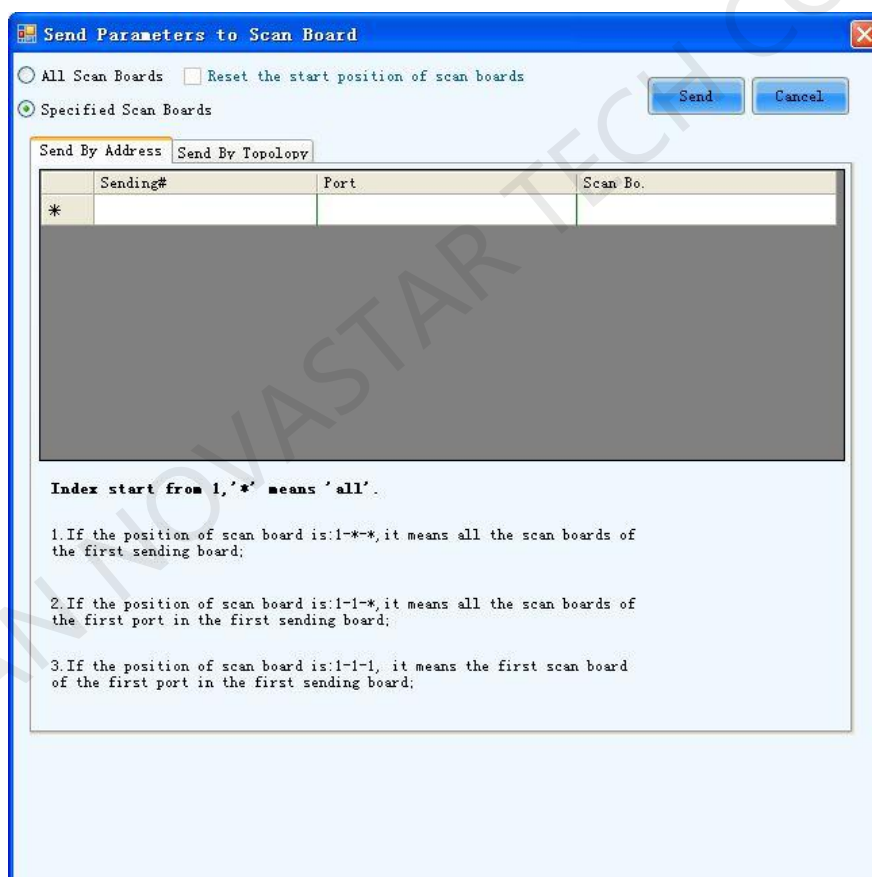 Send Parameters to Scan Board
All Scan Boards Reset the start position of scan boards
Specified Scan Boards
Send Cancel
Send By Address Send By Topolopy
Sending# Port Scan Bo.
*
Index start from 1,'*' means 'all'.
1.If the position of scan board is:1-*-*,it means all the scan boards of
the first sending board;
2.If the position of scan board is:1-1-*,it means all the scan boards of
the first port in the first sending board;
3.If the position of scan board is:1-1-1, it means the first scan board
of the first port in the first sending board;
AN NOVASTAR TECH CO